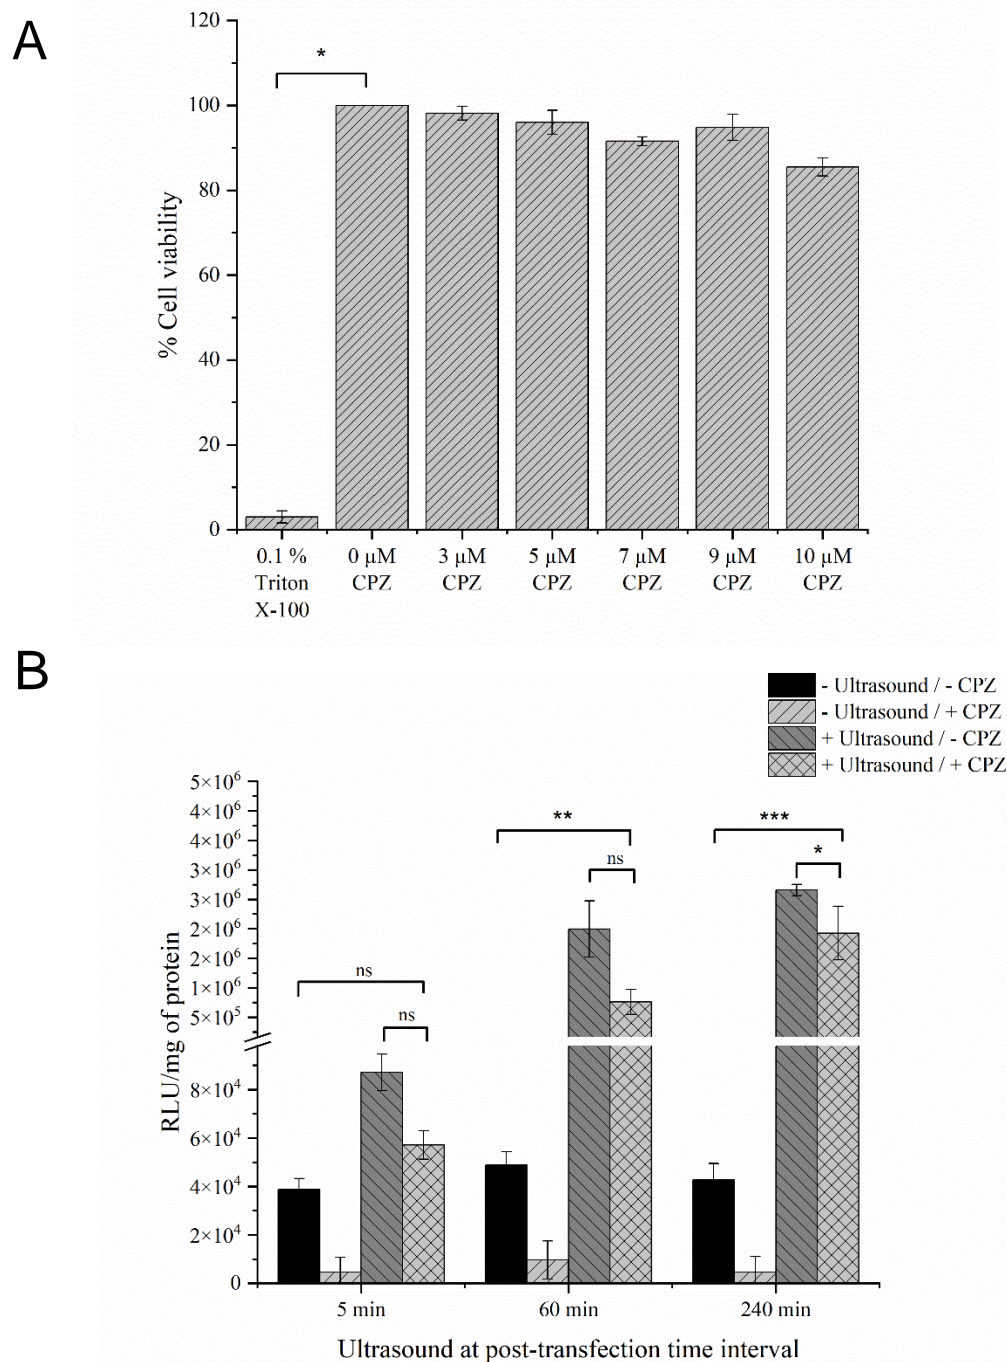 A
120
100
80
60
40
20
0
% Cell viability
*
0.1 %
Triton
X-100
0 µM
CPZ
3 µM
CPZ
5 µM
CPZ
7 µM
CPZ
9 µM
CPZ
10 µM
CPZ
B
- Ultrasound / - CPZ
- Ultrasound / + CPZ
+ Ultrasound / - CPZ
+ Ultrasound / + CPZ
5×10⁶
4×10⁶
4×10⁶
3×10⁶
3×10⁶
2×10⁶
2×10⁶
1×10⁶
5×10⁵
8×10⁴
6×10⁴
4×10⁴
2×10⁴
0
RLU/mg of protein
ns
ns
**
ns
***
*
5 min
60 min
240 min
Ultrasound at post-transfection time interval